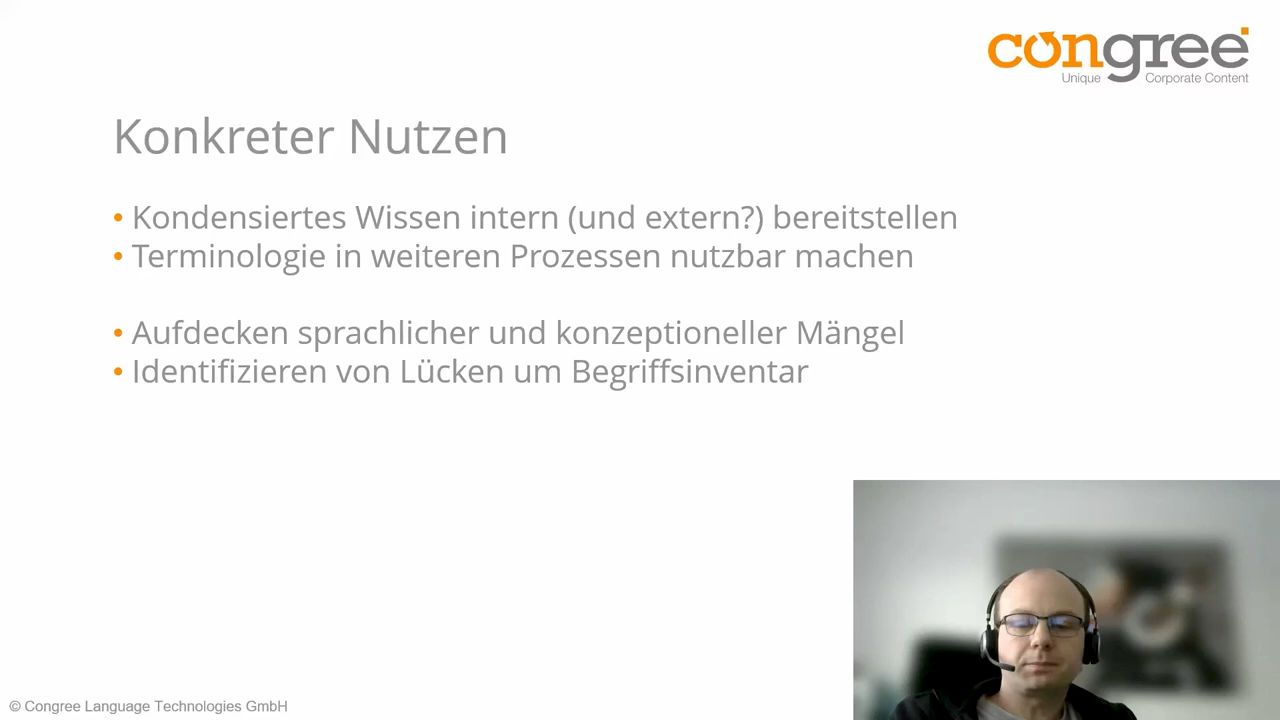 congree
Unique Corporate Content
Konkreter Nutzen
• Kondensiertes Wissen intern (und extern?) bereitstellen
• Terminologie in weiteren Prozessen nutzbar machen
• Aufdecken sprachlicher und konzeptioneller Mängel
• Identifizieren von Lücken um Begriffsinventar
© Congree Language Technologies GmbH